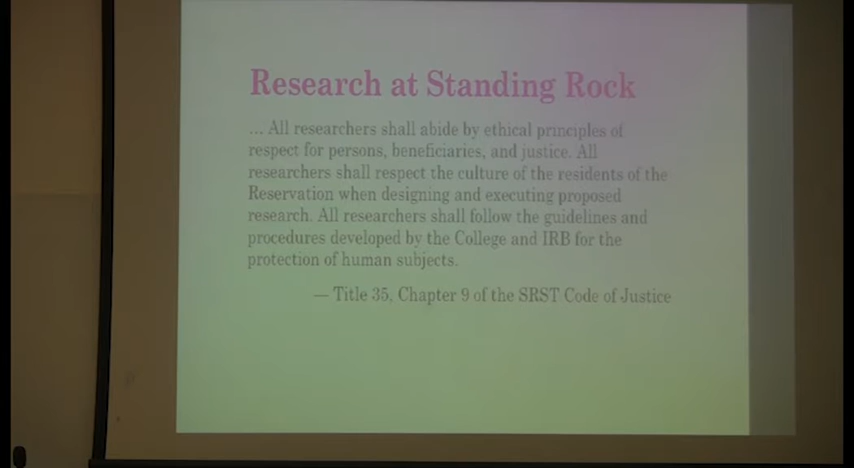 Research at Standing Rock
... All researchers shall abide by ethical principles of
respect for persons, beneficiaries, and justice. All
researchers shall respect the culture of the residents of the
Reservation when designing and executing proposed
research. All researchers shall follow the guidelines and
procedures developed by the College and IRB for the
protection of human subjects.
— Title 35, Chapter 9 of the SRST Code of Justice